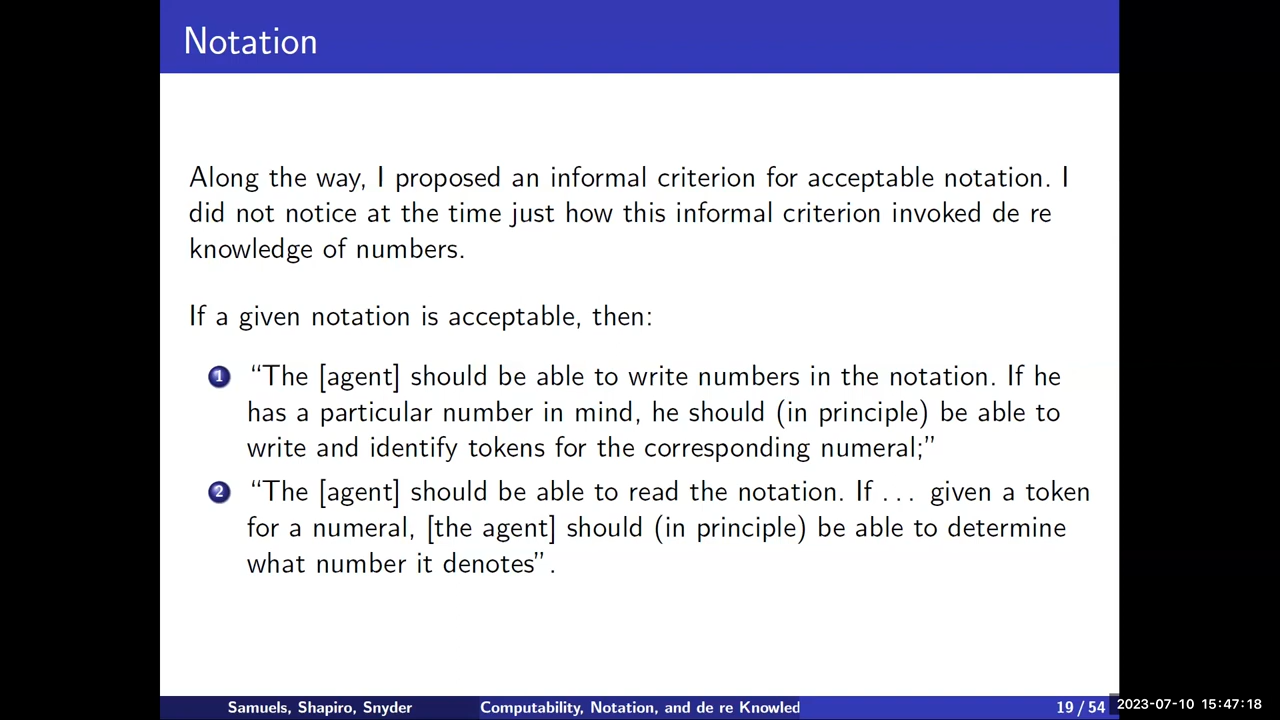 Notation
Along the way, I proposed an informal criterion for acceptable notation. I
did not notice at the time just how this informal criterion invoked de re
knowledge of numbers.
If a given notation is acceptable, then:
1 “The [agent] should be able to write numbers in the notation. If he
has a particular number in mind, he should (in principle) be able to
write and identify tokens for the corresponding numeral;”
2 “The [agent] should be able to read the notation. If . . . given a token
for a numeral, [the agent] should (in principle) be able to determine
what number it denotes”.
Samuels, Shapiro, Snyder
Computability, Notation, and de re Knowled
19 / 54
2023-07-10 15:47:18